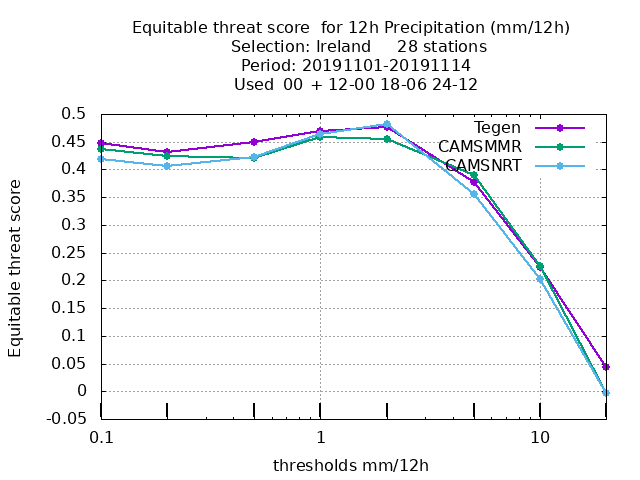 Equitable threat score  for 12h Precipitation (mm/12h)
Selection: Ireland     28 stations
Period: 20191101-20191114
Used  00  + 12-00 18-06 24-12
Equitable threat score
0.5
0.45
0.4
0.35
0.3
0.25
0.2
0.15
0.1
0.05
0
-0.05
Tegen
CAMSMMR
CAMSNRT
0.1
1
10
thresholds mm/12h